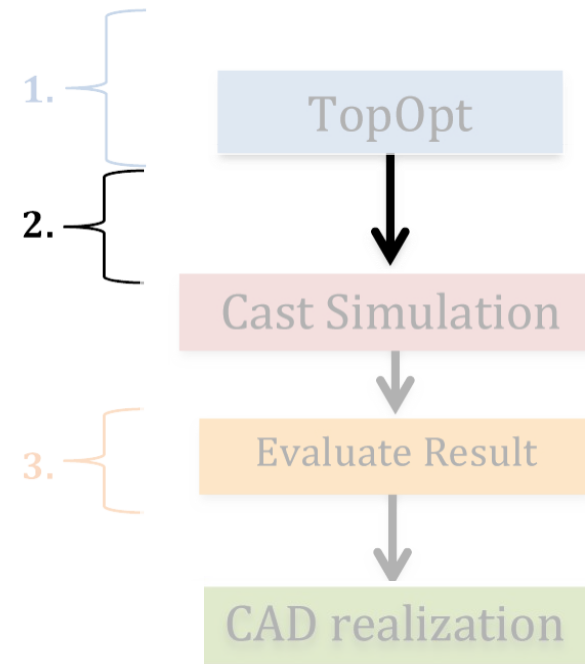 1.
TopOpt
2.
Cast Simulation
3.
Evaluate Result
CAD realization